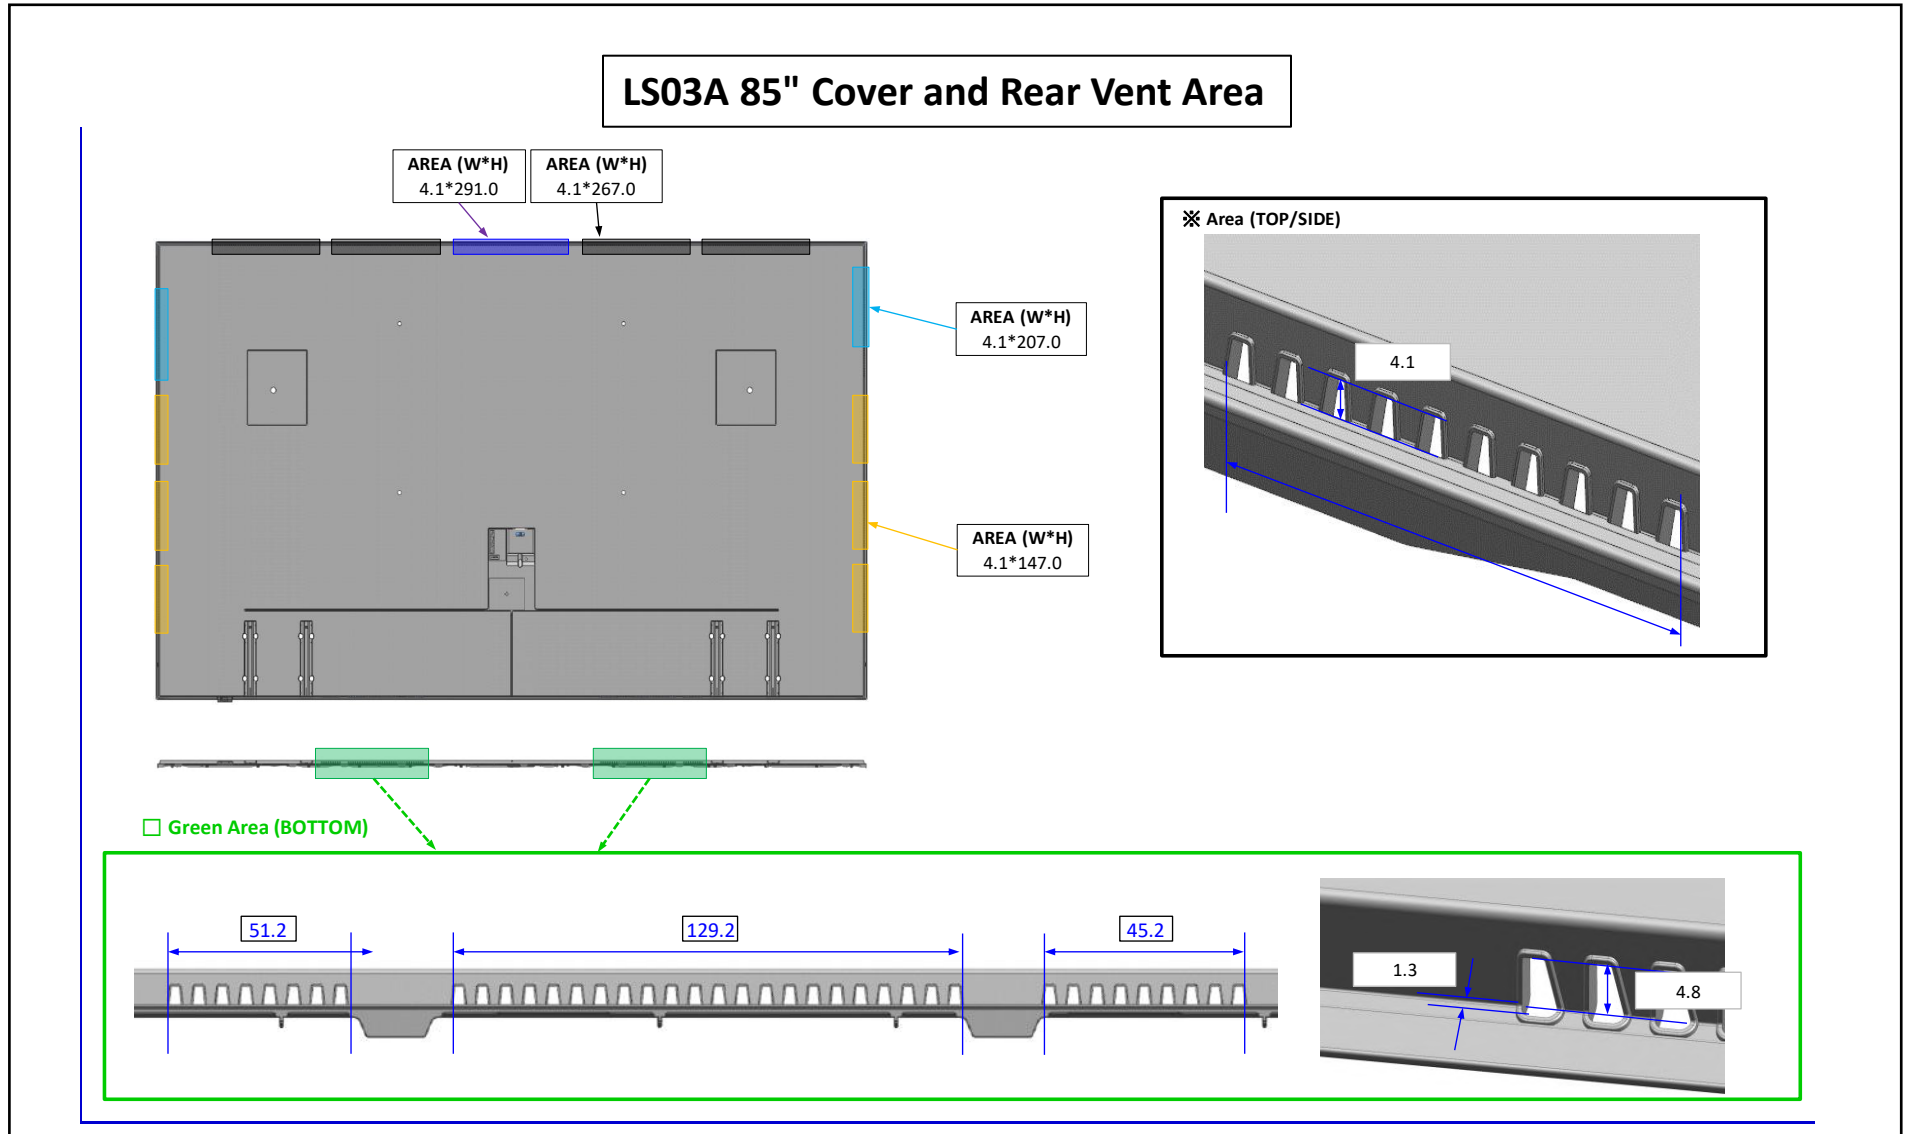 LS03A 85" Cover and Rear Vent Area
AREA (W*H)
4.1*291.0
AREA (W*H)
4.1*267.0
※ Area (TOP/SIDE)
4.1
AREA (W*H)
4.1*207.0
AREA (W*H)
4.1*147.0
□ Green Area (BOTTOM)
51.2
129.2
45.2
1.3
4.8